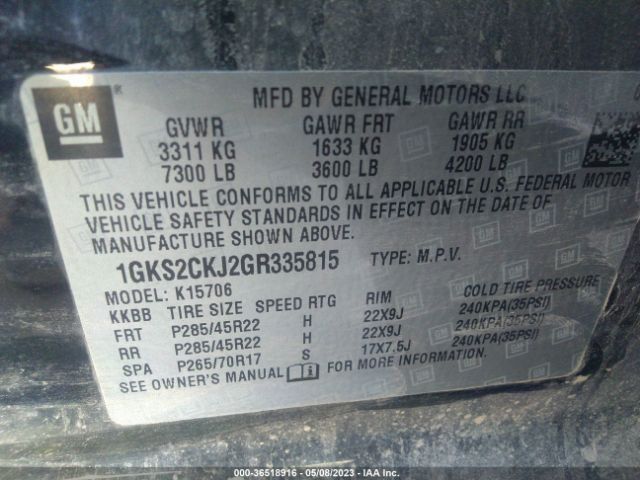 GM
MFD BY GENERAL MOTORS LLC
GVWR GAWR FRT GAWR RR
3311 KG 1633 KG 1905 KG
7300 LB 3600 LB 4200 LB
THIS VEHICLE CONFORMS TO ALL APPLICABLE U.S. FEDERAL MOTOR
VEHICLE SAFETY STANDARDS IN EFFECT ON THE DATE OF
MANUFACTURE SHOWN ABOVE.
1GKS2CKJ2GR335815 TYPE: M.P.V.
MODEL: K15706
KKBB TIRE SIZE SPEED RTG RIM COLD TIRE PRESSURE
FRT P285/45R22 H 22X9J 240KPA(35PSI)
RR P285/45R22 H 22X9J 240KPA(35PSI)
SPA P265/70R17 S 17X7.5J 240KPA(35PSI)
SEE OWNER'S MANUAL FOR MORE INFORMATION.
000-36518916 - 05/08/2023 - IAA Inc.